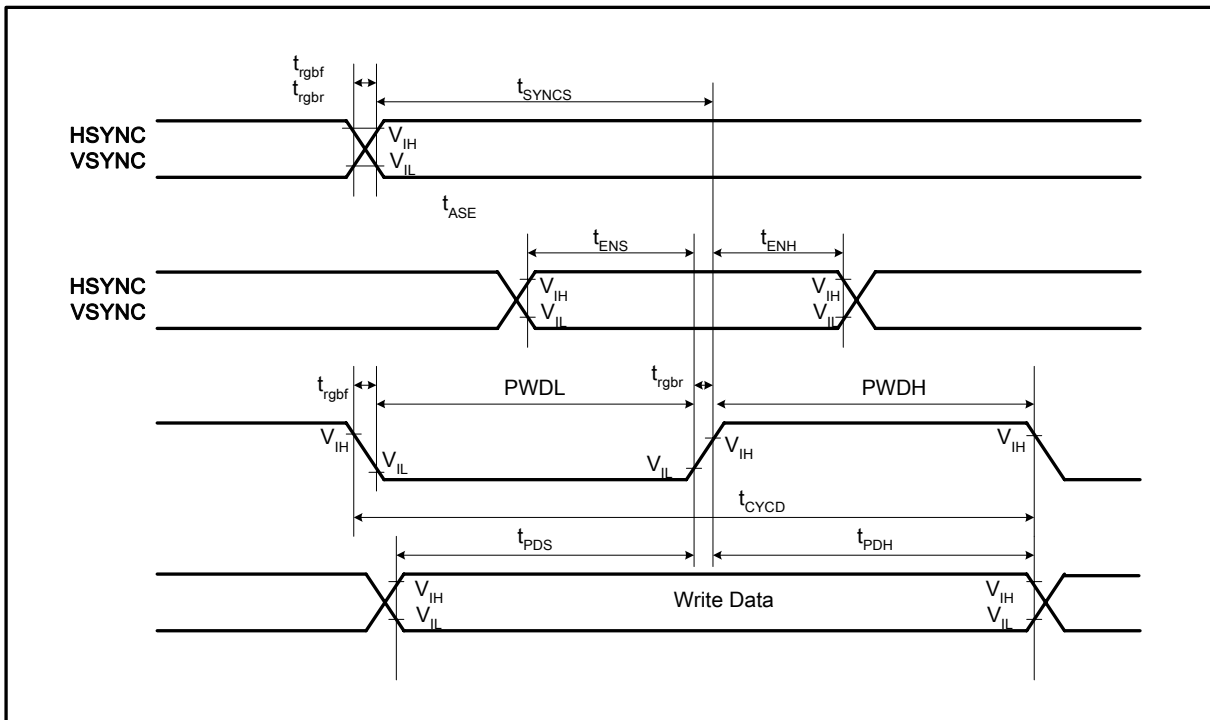 trgbf
trgbr
tSYNCS
HSYNC
VSYNC
VIH
VIL
tASE
tENS
tENH
HSYNC
VSYNC
VIH
VIL
VIH
VIL
trgbf
PWDL
trgbr
PWDH
VIH
VIL
VIL
VIH
VIH
tCYCD
tPDS
tPDH
VIH
VIL
Write Data
VIH
VIL